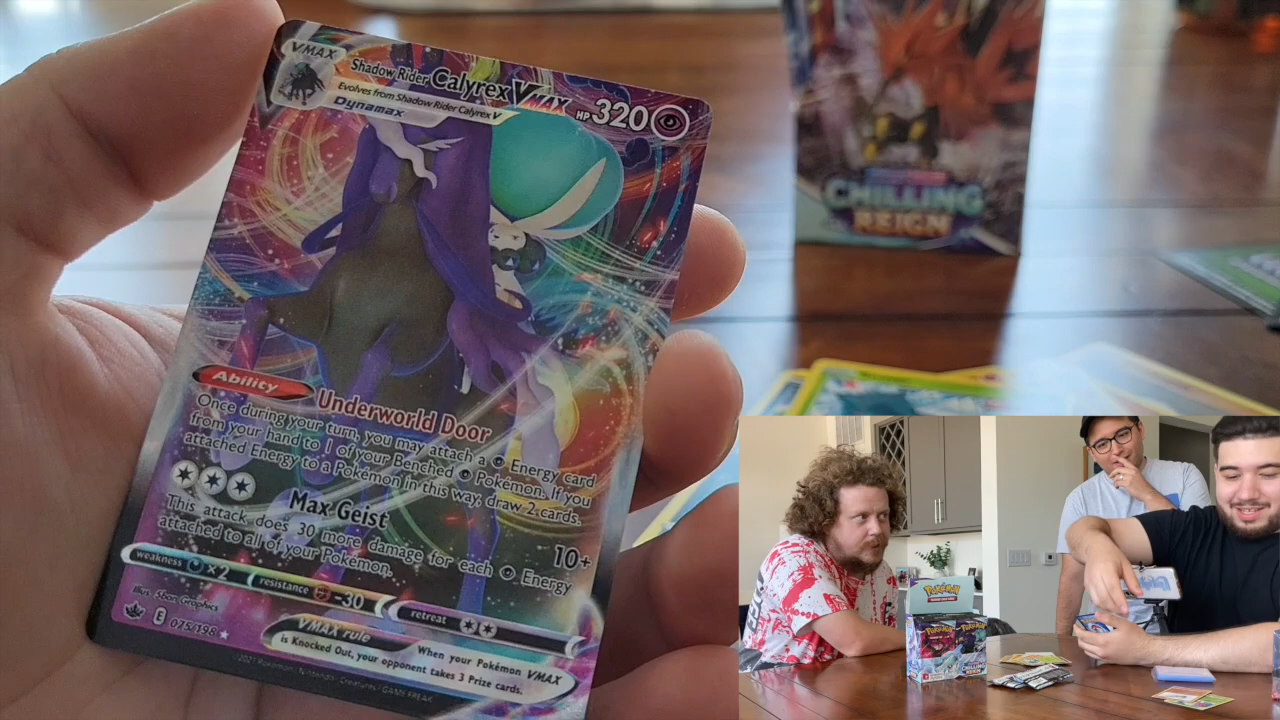 VMAX
Shadow Rider Calyrex VMAX HP 320
Evolves from Shadow Rider Calyrex V
Dynamax
Ability Underworld Door
Once during your turn, you may attach a Energy card
from your hand to 1 of your Benched Pokémon. If you
attached Energy to a Pokémon in this way, draw 2 cards.
Max Geist 10+
This attack does 30 more damage for each Energy
attached to all of your Pokémon.
weakness ×2 resistance -30 retreat
Illus. 5ban Graphics
E 075/198
VMAX rule When your Pokémon VMAX
is Knocked Out, your opponent takes 3 Prize cards.
©2021 Pokémon / Nintendo / Creatures / GAME FREAK
CHILLING
REIGN
Pokémon
Pokémon
Pokémon